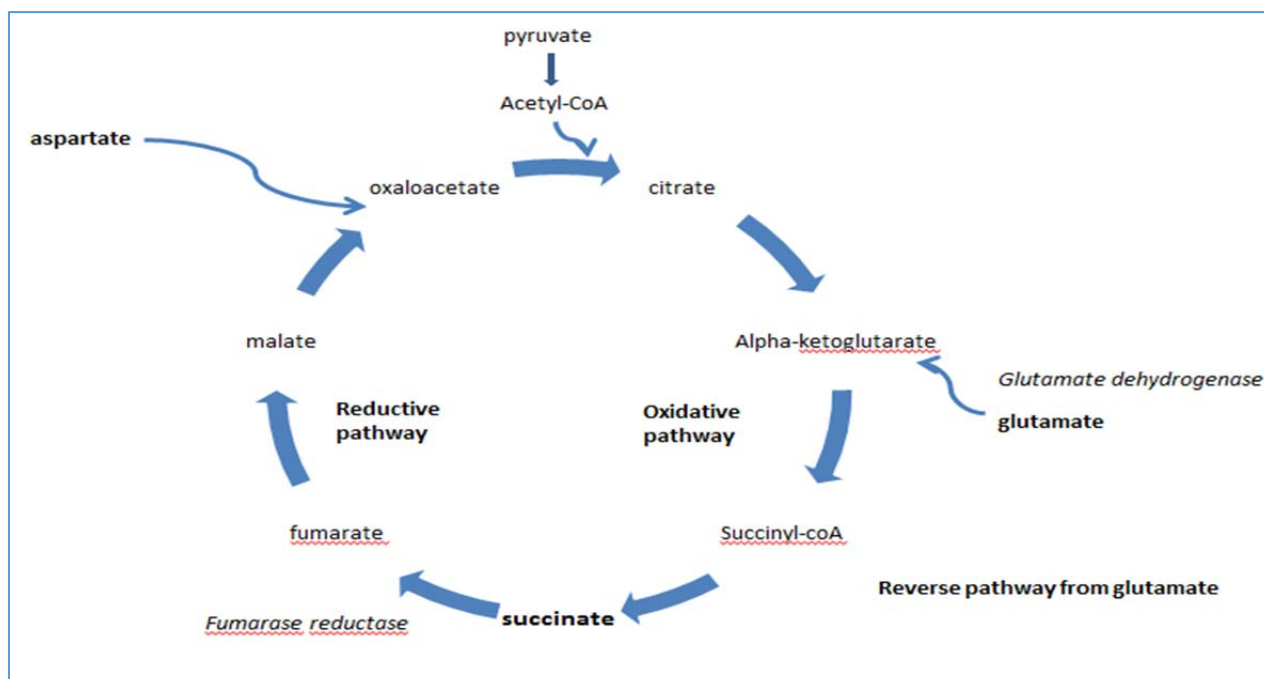 pyruvate
Acetyl-CoA
aspartate
oxaloacetate
citrate
malate
Alpha-ketoglutarate
Glutamate dehydrogenase
glutamate
Reductive
pathway
Oxidative
pathway
fumarate
Succinyl-coA
Reverse pathway from glutamate
succinate
Fumarase reductase